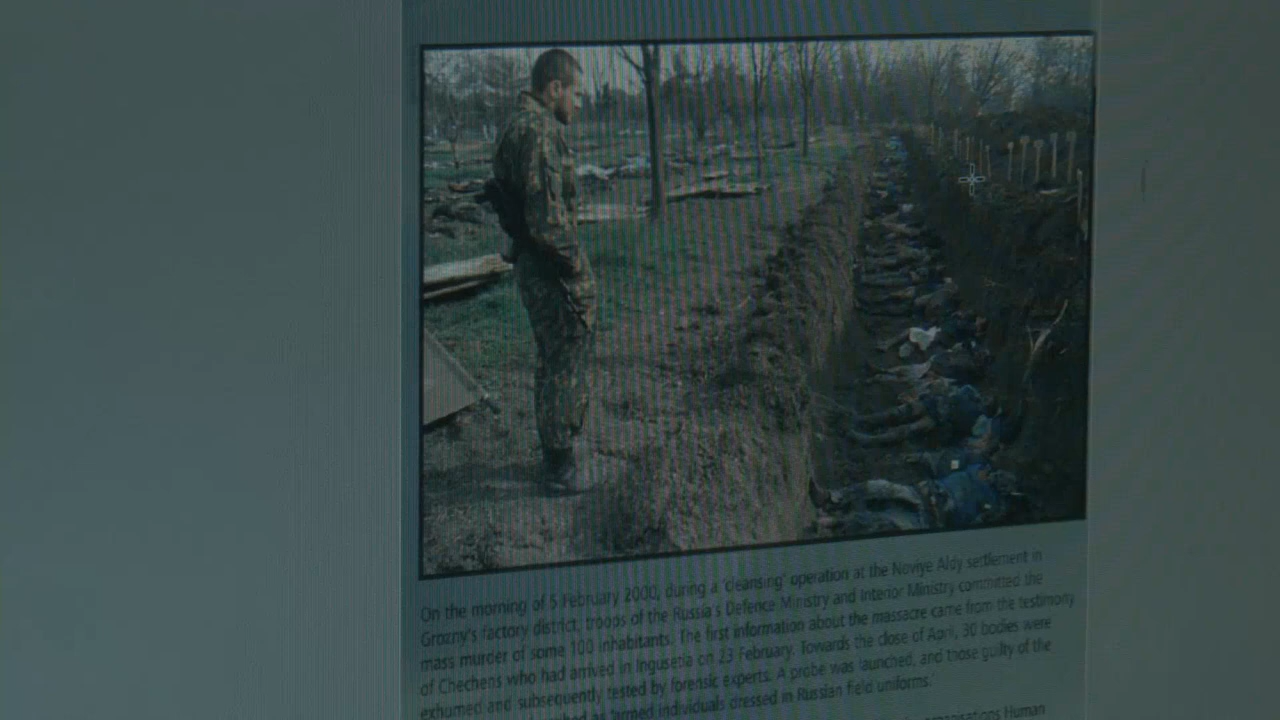 On the morning of 5 February 2000, during a 'cleansing' operation at the Noviye Aldy settlement in
Grozny's factory district, troops of the Russia's Defence Ministry and Interior Ministry committed the
mass murder of some 100 inhabitants. The first information about the massacre came from the testimony
of Chechens who had arrived in Ingusetia on 23 February. Towards the close of April, 30 bodies were
exhumed and subsequently tested by forensic experts. A probe was launched, and those guilty of the
as 'armed individuals dressed in Russian field uniforms.'
organisations Human